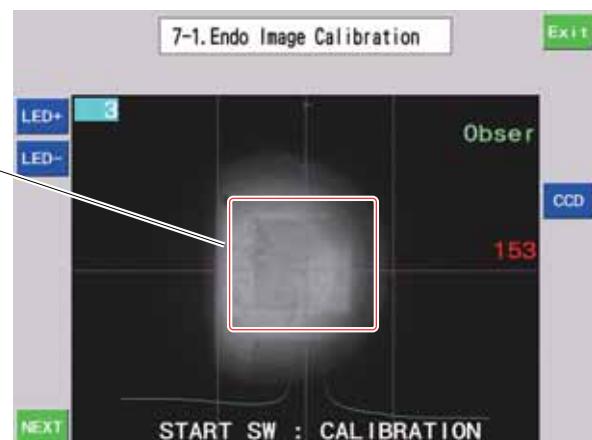 7-1.Endo Image Calibration
Exit
LED+
3
Obser
LED-
CCD
153
NEXT
START SW : CALIBRATION